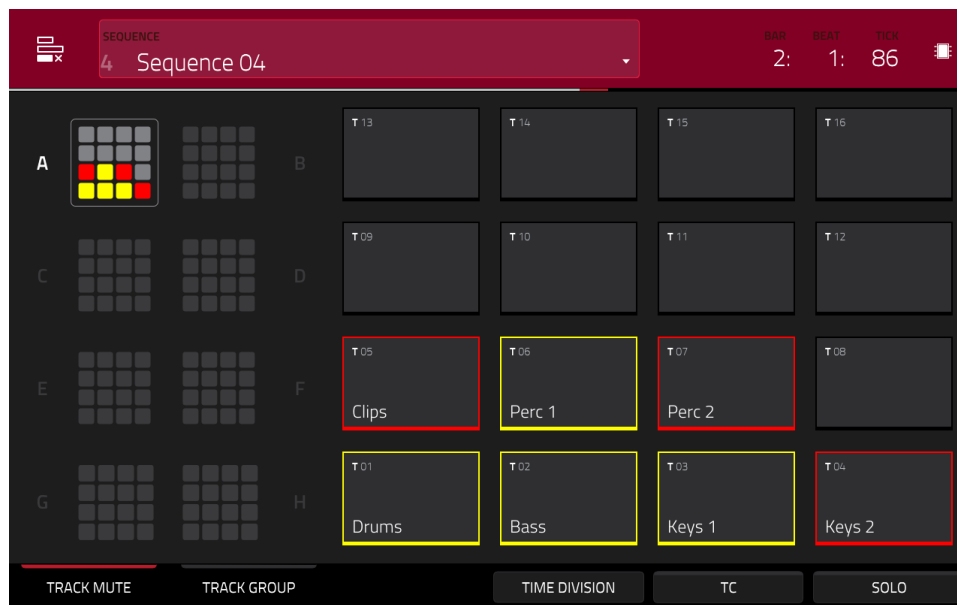 SEQUENCE
4 Sequence 04
BAR BEAT TICK
2: 1: 86
A B
T 13 T 14 T 15 T 16
C D
T 09 T 10 T 11 T 12
E F
T 05 T 06 T 07 T 08
Clips Perc 1 Perc 2
G H
T 01 T 02 T 03 T 04
Drums Bass Keys 1 Keys 2
TRACK MUTE TRACK GROUP TIME DIVISION TC SOLO